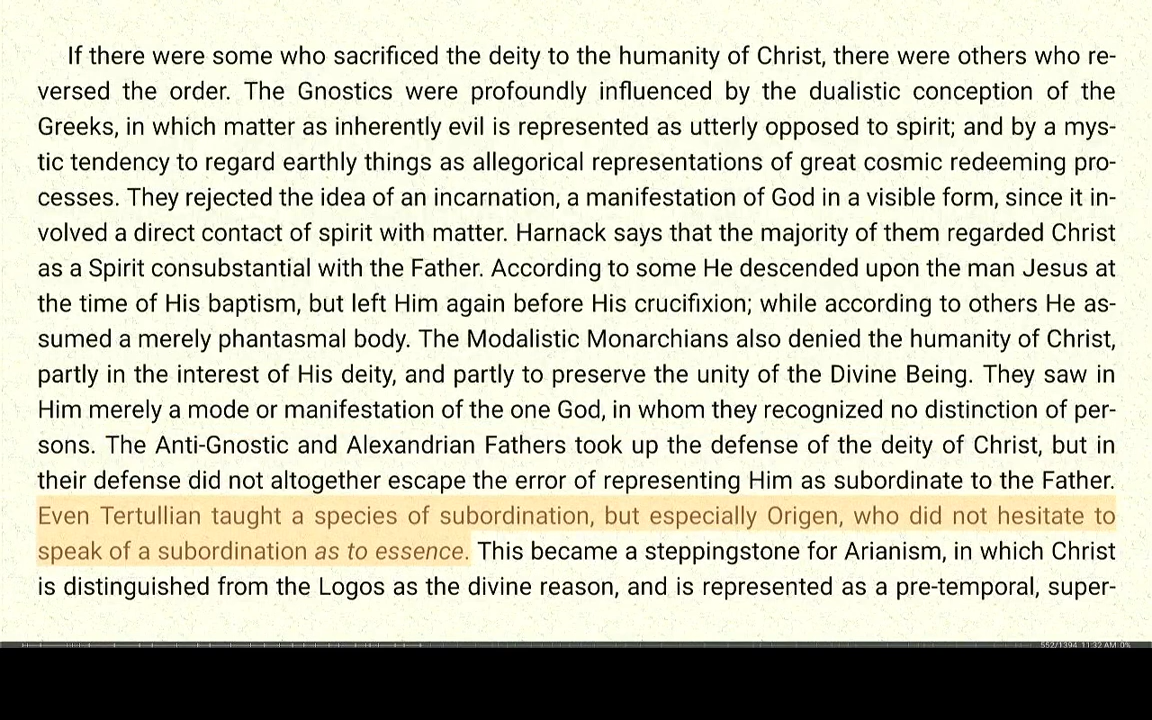 If there were some who sacrificed the deity to the humanity of Christ, there were others who re-
versed the order. The Gnostics were profoundly influenced by the dualistic conception of the
Greeks, in which matter as inherently evil is represented as utterly opposed to spirit; and by a mys-
tic tendency to regard earthly things as allegorical representations of great cosmic redeeming pro-
cesses. They rejected the idea of an incarnation, a manifestation of God in a visible form, since it in-
volved a direct contact of spirit with matter. Harnack says that the majority of them regarded Christ
as a Spirit consubstantial with the Father. According to some He descended upon the man Jesus at
the time of His baptism, but left Him again before His crucifixion; while according to others He as-
sumed a merely phantasmal body. The Modalistic Monarchians also denied the humanity of Christ,
partly in the interest of His deity, and partly to preserve the unity of the Divine Being. They saw in
Him merely a mode or manifestation of the one God, in whom they recognized no distinction of per-
sons. The Anti-Gnostic and Alexandrian Fathers took up the defense of the deity of Christ, but in
their defense did not altogether escape the error of representing Him as subordinate to the Father.
Even Tertullian taught a species of subordination, but especially Origen, who did not hesitate to
speak of a subordination as to essence. This became a steppingstone for Arianism, in which Christ
is distinguished from the Logos as the divine reason, and is represented as a pre-temporal, super-
552/1394 11:32 AM 0%